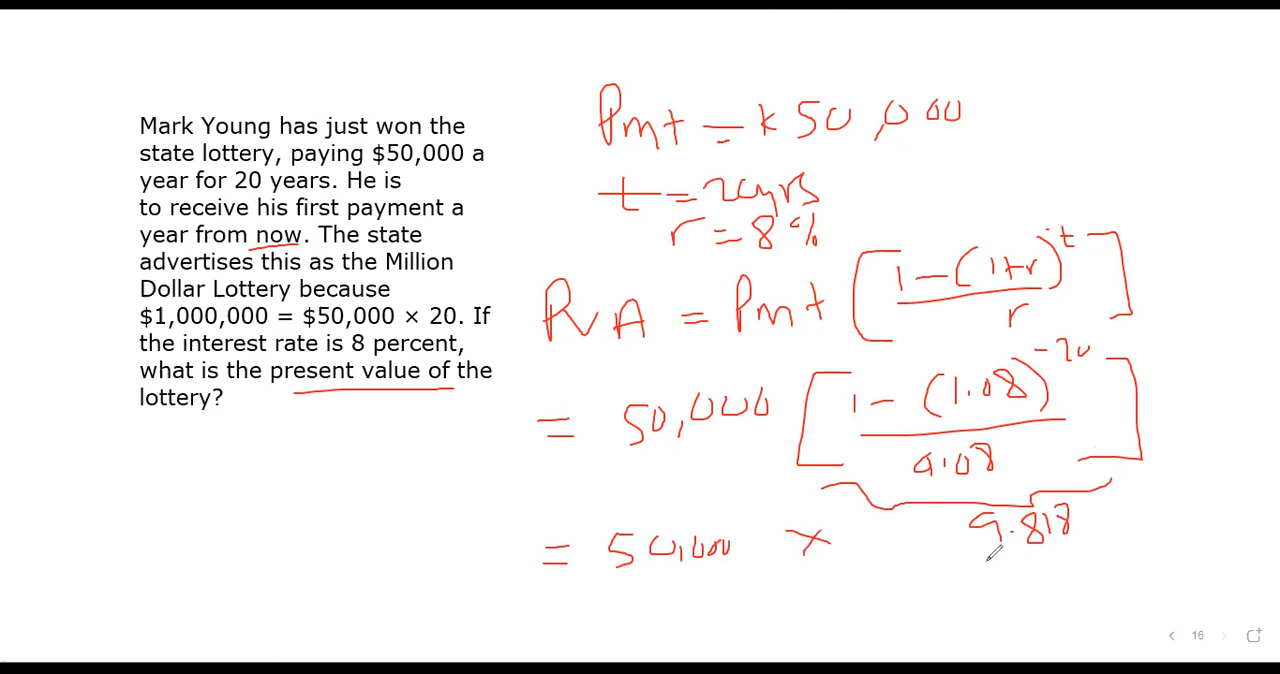 Mark Young has just won the
state lottery, paying $50,000 a
year for 20 years. He is
to receive his first payment a
year from now. The state
advertises this as the Million
Dollar Lottery because
$1,000,000 = $50,000 × 20. If
the interest rate is 8 percent,
what is the present value of the
lottery?
Pmt = K 50,000
t = 20yrs
r = 8%
PVA = Pmt [ 1-(1+r)^-t / r ]
= 50,000 [ 1-(1.08)^-20 / 0.08 ]
9.818
= 50,000 ×
16